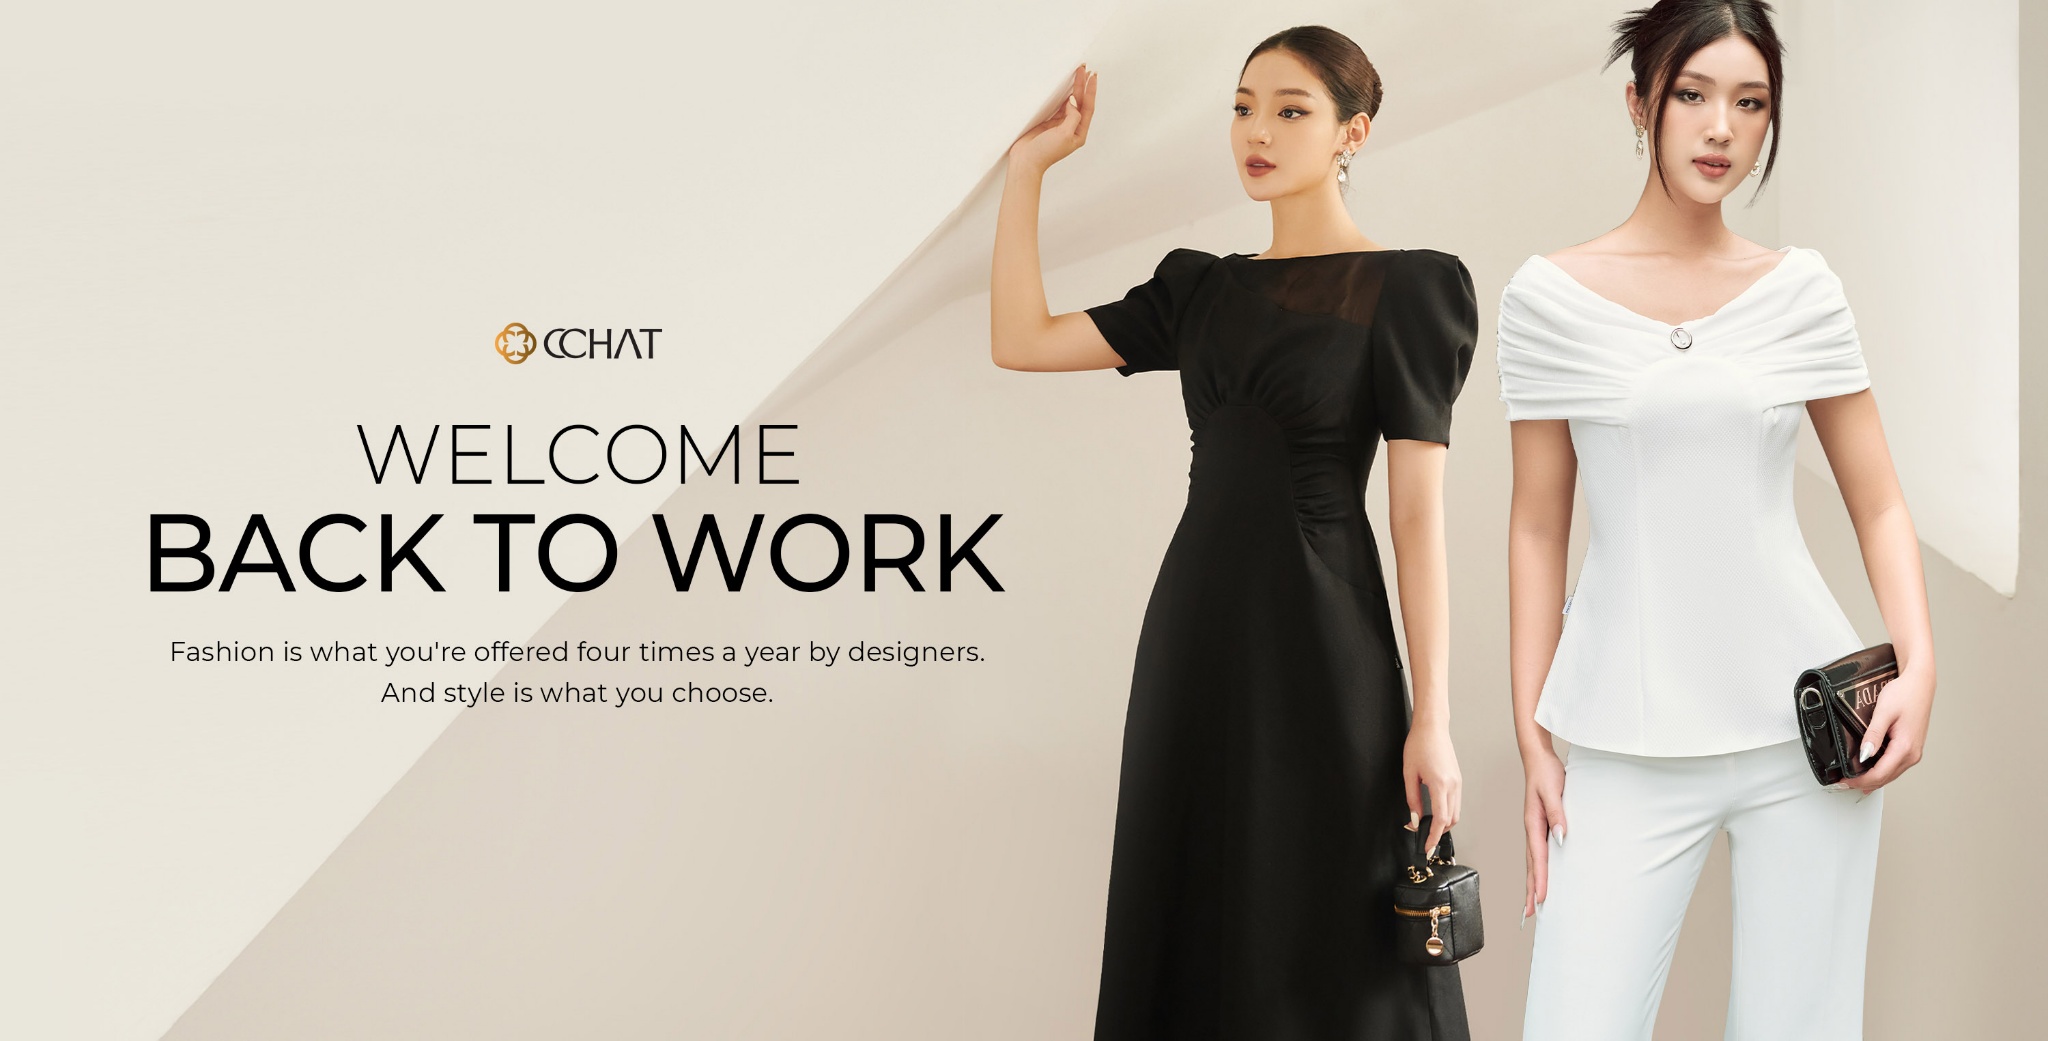 CCHAT
WELCOME
BACK TO WORK
Fashion is what you're offered four times a year by designers.
And style is what you choose.